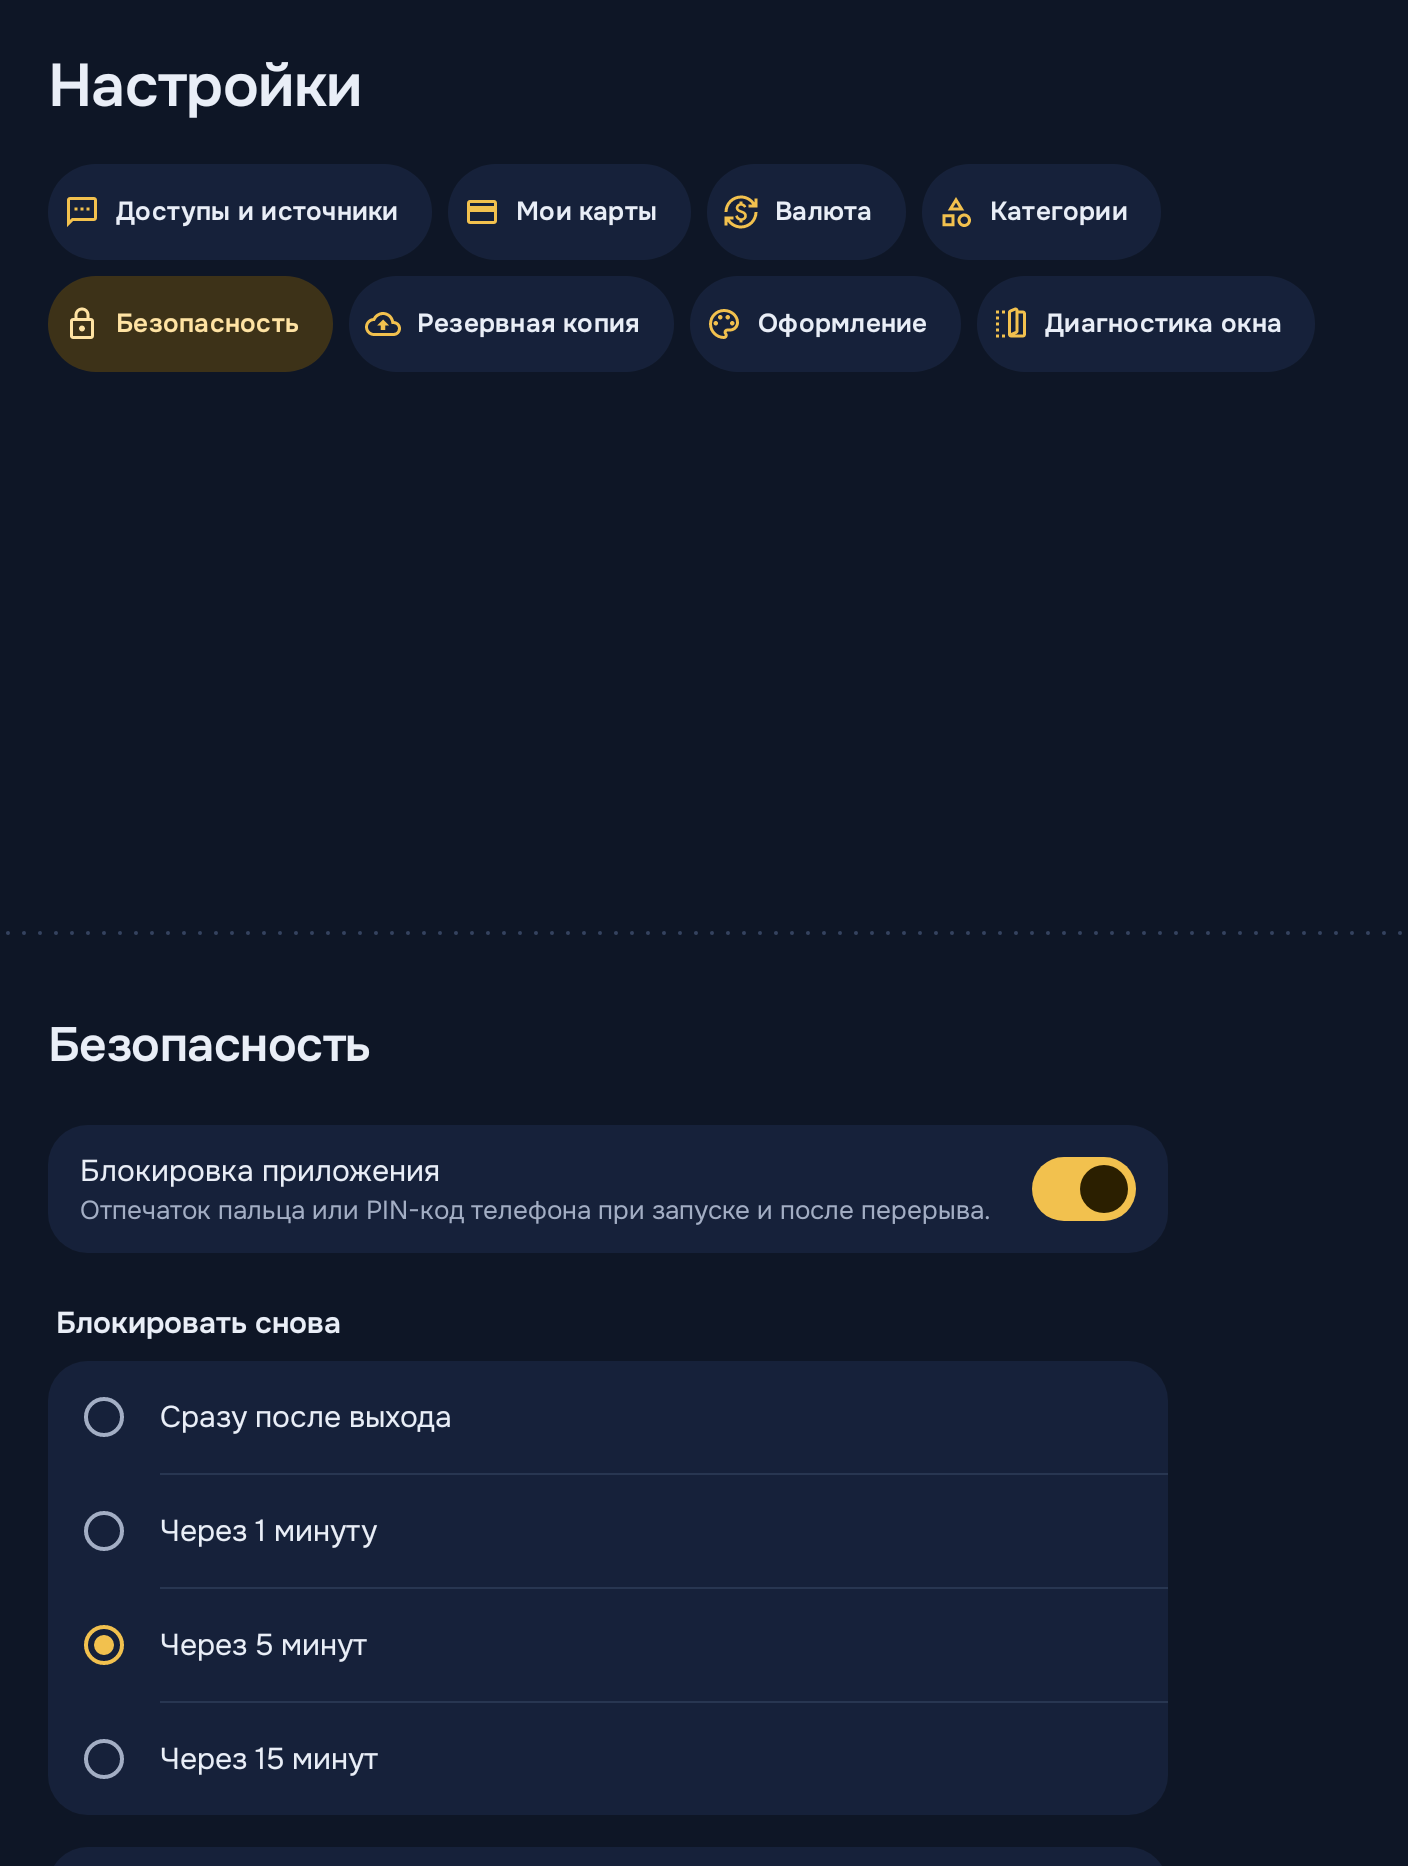 Настройки
Доступы и источники
Мои карты
Валюта
Категории
Безопасность
Резервная копия
Оформление
Диагностика окна
Безопасность
Блокировка приложения
Отпечаток пальца или PIN-код телефона при запуске и после перерыва.
Блокировать снова
Сразу после выхода
Через 1 минуту
Через 5 минут
Через 15 минут